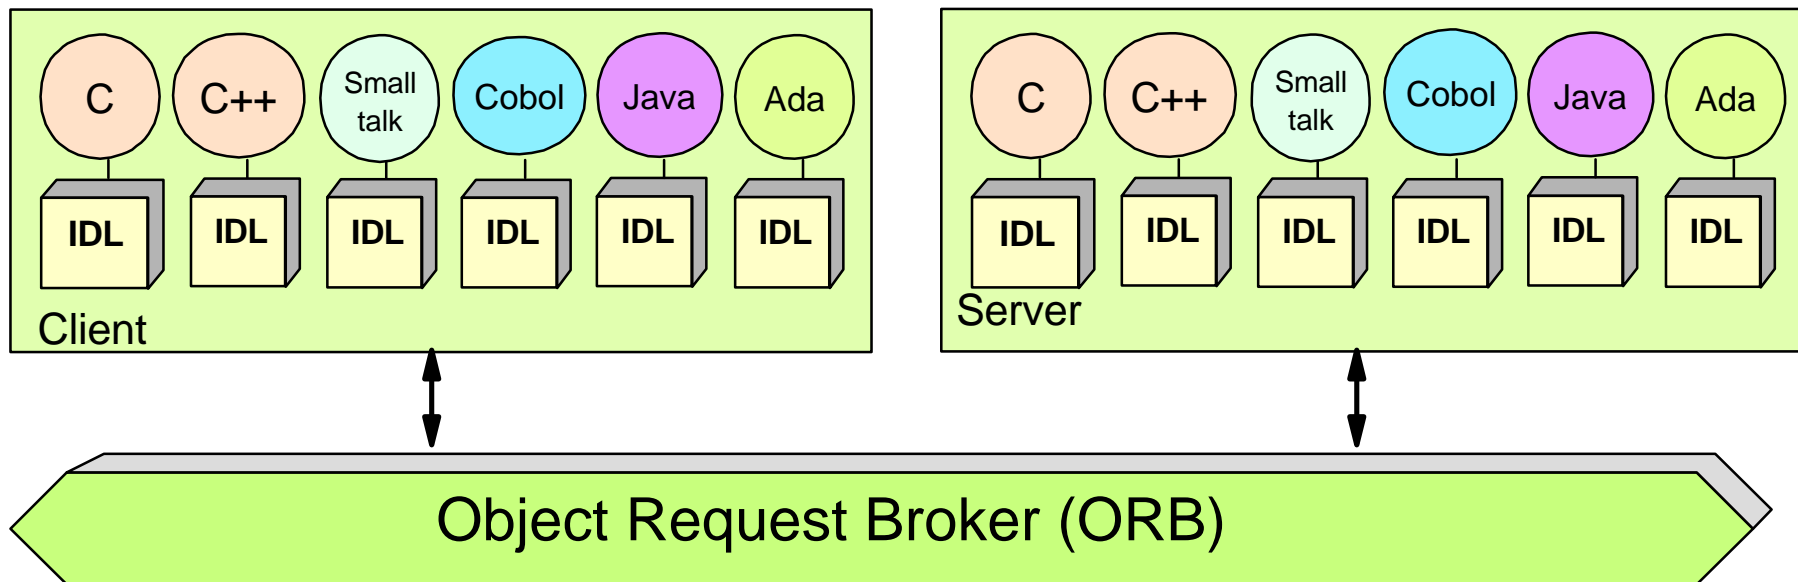 C
C++
Small
talk
Cobol
Java
Ada
IDL
IDL
IDL
IDL
IDL
IDL
Client
C
C++
Small
talk
Cobol
Java
Ada
IDL
IDL
IDL
IDL
IDL
IDL
Server
Object Request Broker (ORB)